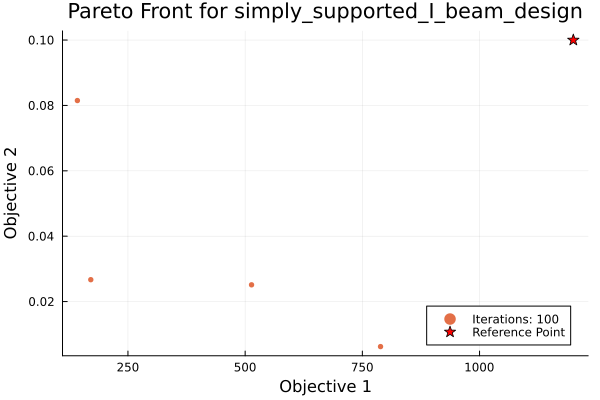 Pareto Front for simply_supported_I_beam_design
Objective 2
0.10
0.08
0.06
0.04
0.02
250
500
750
1000
Objective 1
Iterations: 100
Reference Point